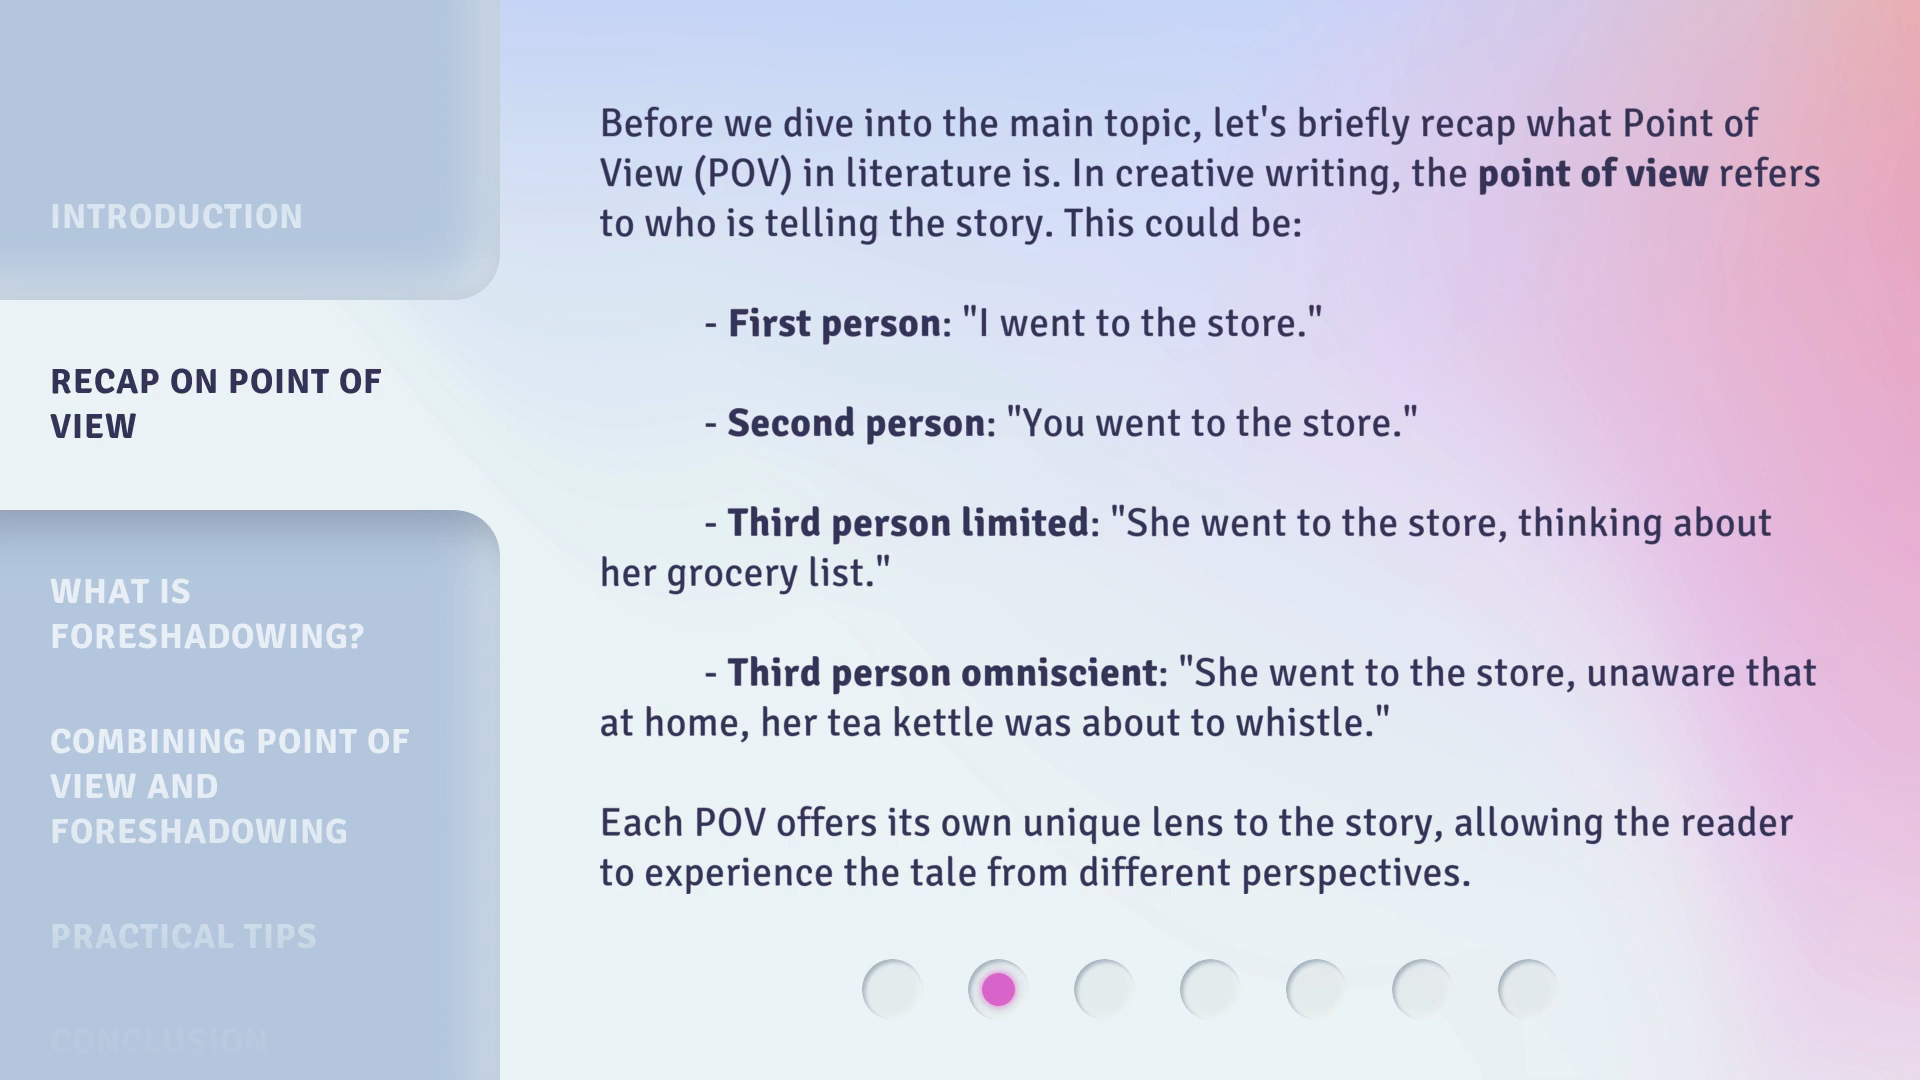 INTRODUCTION
RECAP ON POINT OF
VIEW
WHAT IS
FORESHADOWING?
COMBINING POINT OF
VIEW AND
FORESHADOWING
PRACTICAL TIPS
CONCLUSION
Before we dive into the main topic, let's briefly recap what Point of
View (POV) in literature is. In creative writing, the point of view refers
to who is telling the story. This could be:
- First person: "I went to the store."
- Second person: "You went to the store."
- Third person limited: "She went to the store, thinking about
her grocery list."
- Third person omniscient: "She went to the store, unaware that
at home, her tea kettle was about to whistle."
Each POV offers its own unique lens to the story, allowing the reader
to experience the tale from different perspectives.